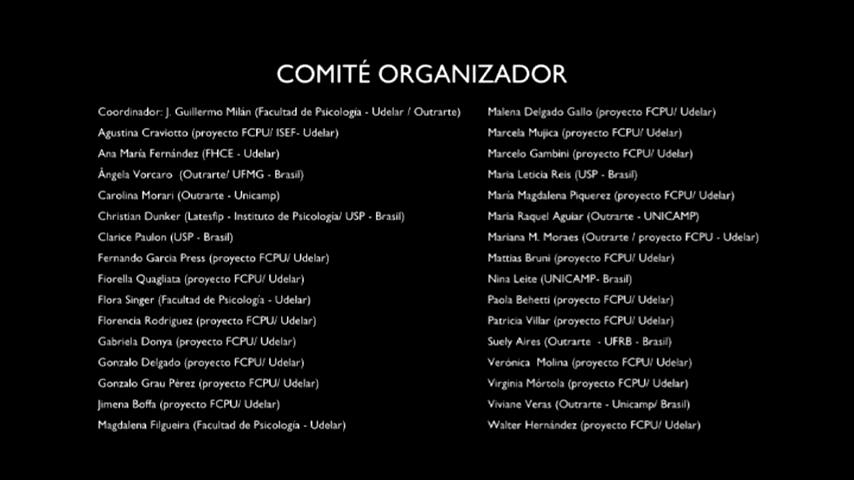 COMITÉ ORGANIZADOR
Coordinador: J. Guillermo Milán (Facultad de Psicología - Udelar / Outrarte)
Agustina Craviotto (proyecto FCPU/ ISEF- Udelar)
Ana María Fernández (FHCE - Udelar)
Ângela Vorcaro (Outrarte/ UFMG - Brasil)
Carolina Morari (Outrarte - Unicamp)
Christian Dunker (Latesfip - Instituto de Psicología/ USP - Brasil)
Clarice Paulon (USP - Brasil)
Fernando García Press (proyecto FCPU/ Udelar)
Fiorella Quagliata (proyecto FCPU/ Udelar)
Flora Singer (Facultad de Psicología - Udelar)
Florencia Rodriguez (proyecto FCPU/ Udelar)
Gabriela Donya (proyecto FCPU/ Udelar)
Gonzalo Delgado (proyecto FCPU/ Udelar)
Gonzalo Grau Pérez (proyecto FCPU/ Udelar)
Jimena Boffa (proyecto FCPU/ Udelar)
Magdalena Filgueira (Facultad de Psicología - Udelar)
Malena Delgado Gallo (proyecto FCPU/ Udelar)
Marcela Mujica (proyecto FCPU/ Udelar)
Marcelo Gambini (proyecto FCPU/ Udelar)
Maria Leticia Reis (USP - Brasil)
María Magdalena Piquerez (proyecto FCPU/ Udelar)
Maria Raquel Aguiar (Outrarte - UNICAMP)
Mariana M. Moraes (Outrarte / proyecto FCPU - Udelar)
Mattias Bruni (proyecto FCPU/ Udelar)
Nina Leite (UNICAMP- Brasil)
Paola Behetti (proyecto FCPU/ Udelar)
Patricia Villar (proyecto FCPU/ Udelar)
Suely Aires (Outrarte - UFRB - Brasil)
Verónica Molina (proyecto FCPU/ Udelar)
Virginia Mórtola (proyecto FCPU/ Udelar)
Viviane Veras (Outrarte - Unicamp/ Brasil)
Walter Hernández (proyecto FCPU/ Udelar)